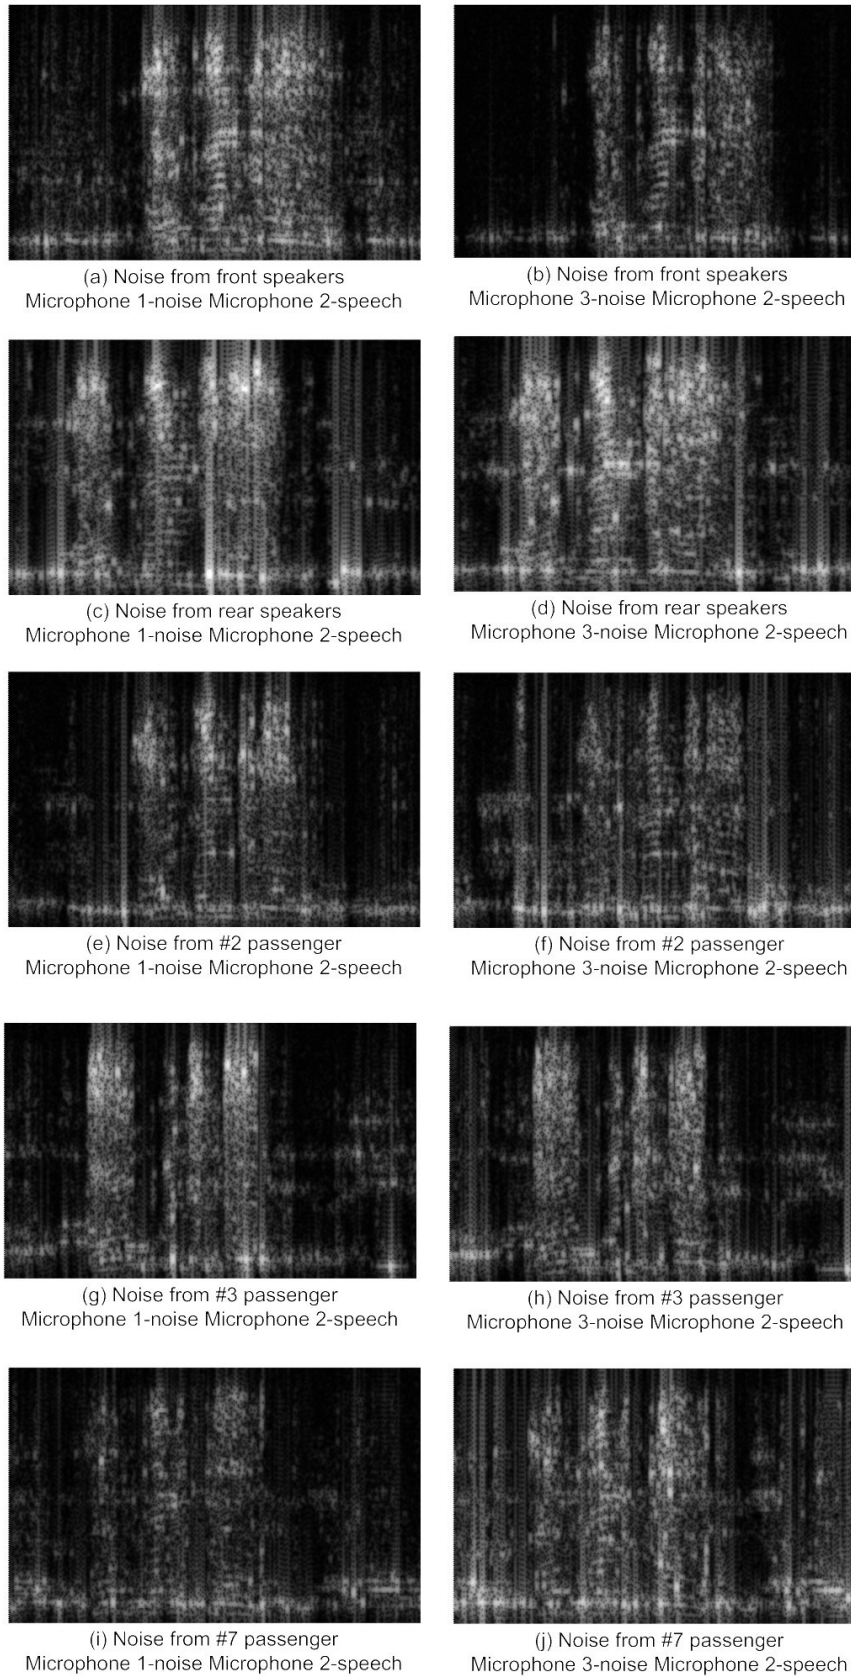 (a) Noise from front speakers
Microphone 1-noise Microphone 2-speech
(b) Noise from front speakers
Microphone 3-noise Microphone 2-speech
(c) Noise from rear speakers
Microphone 1-noise Microphone 2-speech
(d) Noise from rear speakers
Microphone 3-noise Microphone 2-speech
(e) Noise from #2 passenger
Microphone 1-noise Microphone 2-speech
(f) Noise from #2 passenger
Microphone 3-noise Microphone 2-speech
(g) Noise from #3 passenger
Microphone 1-noise Microphone 2-speech
(h) Noise from #3 passenger
Microphone 3-noise Microphone 2-speech
(i) Noise from #7 passenger
Microphone 1-noise Microphone 2-speech
(j) Noise from #7 passenger
Microphone 3-noise Microphone 2-speech